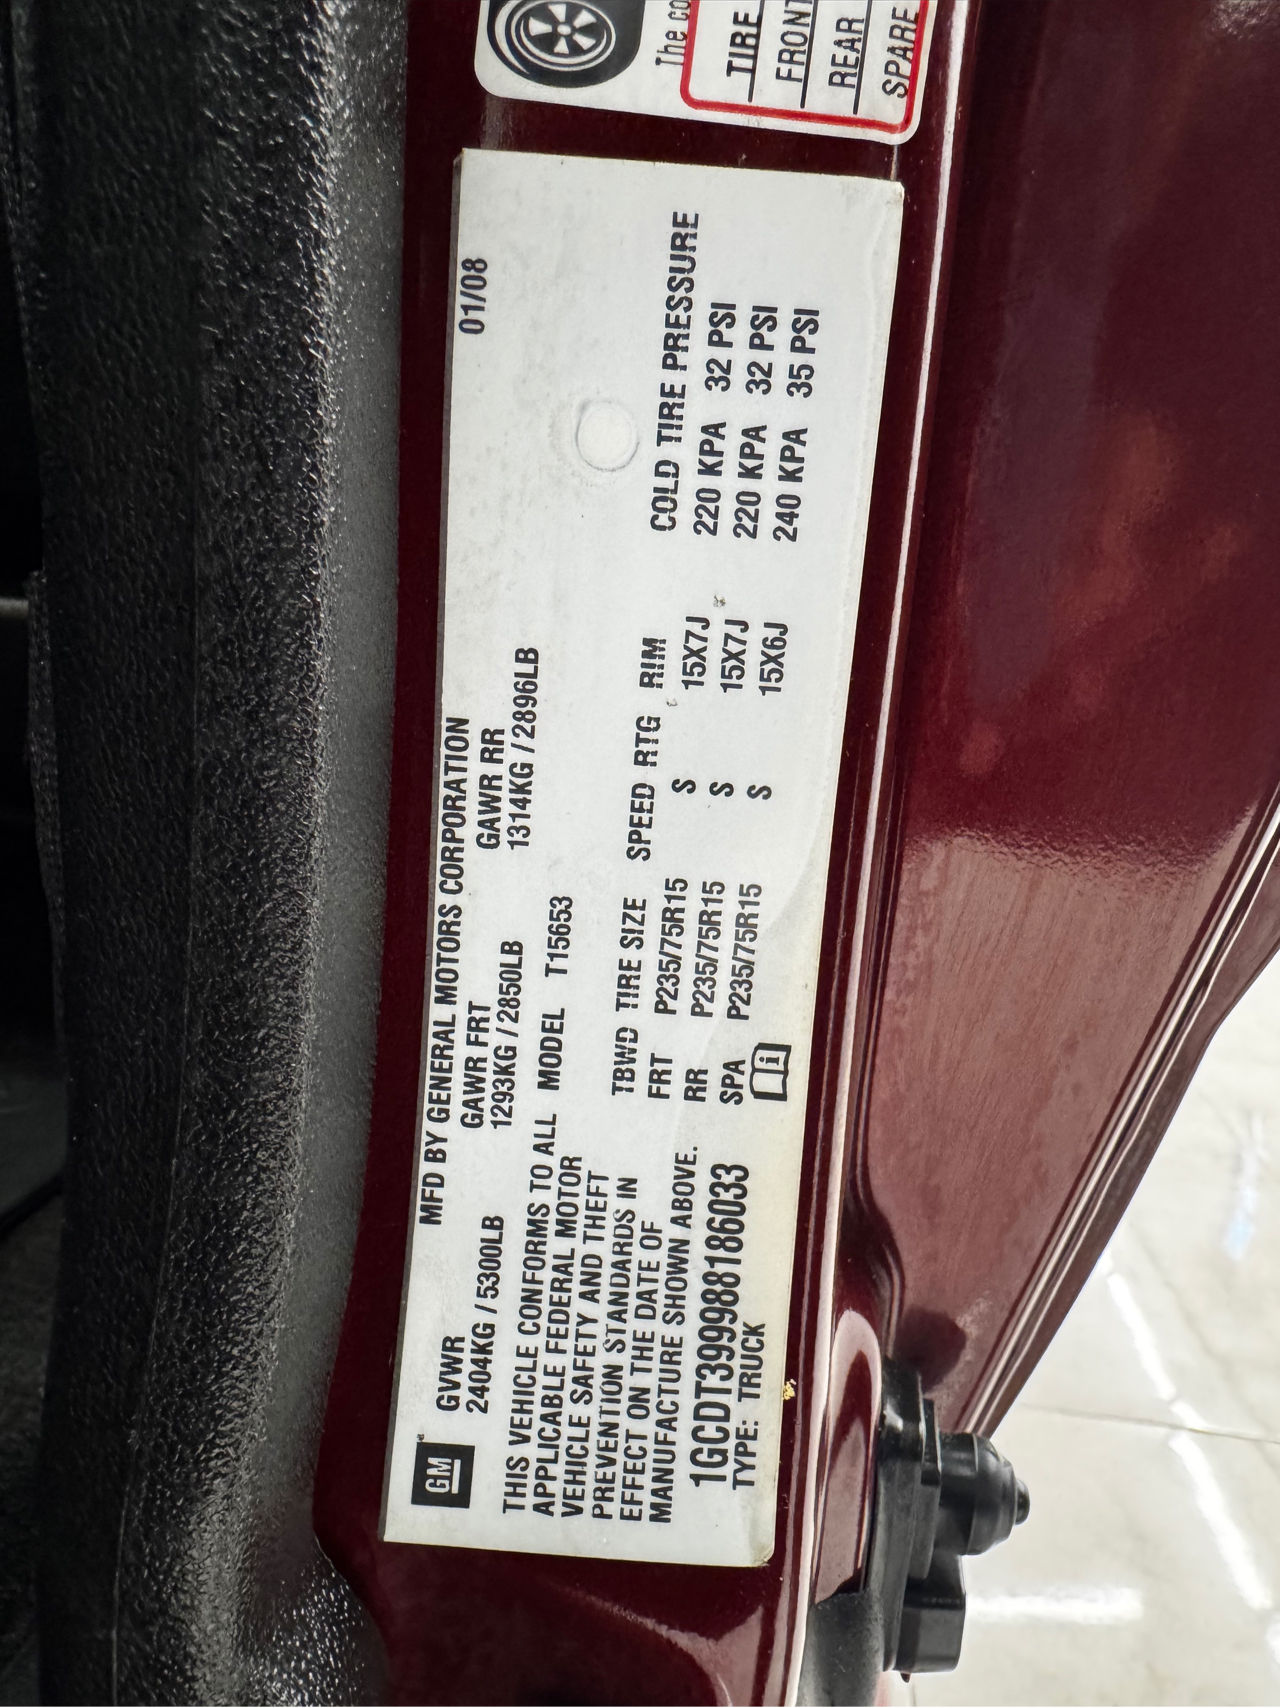 The co
TIRE
FRONT
REAR
SPARE
GM
MFD BY GENERAL MOTORS CORPORATION 01/08
GVWR GAWR FRT GAWR RR
2404KG / 5300LB 1293KG / 2850LB 1314KG / 2896LB
THIS VEHICLE CONFORMS TO ALL MODEL T15653
APPLICABLE FEDERAL MOTOR
VEHICLE SAFETY AND THEFT
PREVENTION STANDARDS IN
EFFECT ON THE DATE OF
MANUFACTURE SHOWN ABOVE.
TBWD TIRE SIZE SPEED RTG RIM COLD TIRE PRESSURE
FRT P235/75R15 S 15X7J 220 KPA 32 PSI
RR P235/75R15 S 15X7J 220 KPA 32 PSI
SPA P235/75R15 S 15X6J 240 KPA 35 PSI
1GCDT399988186033
TYPE: TRUCK